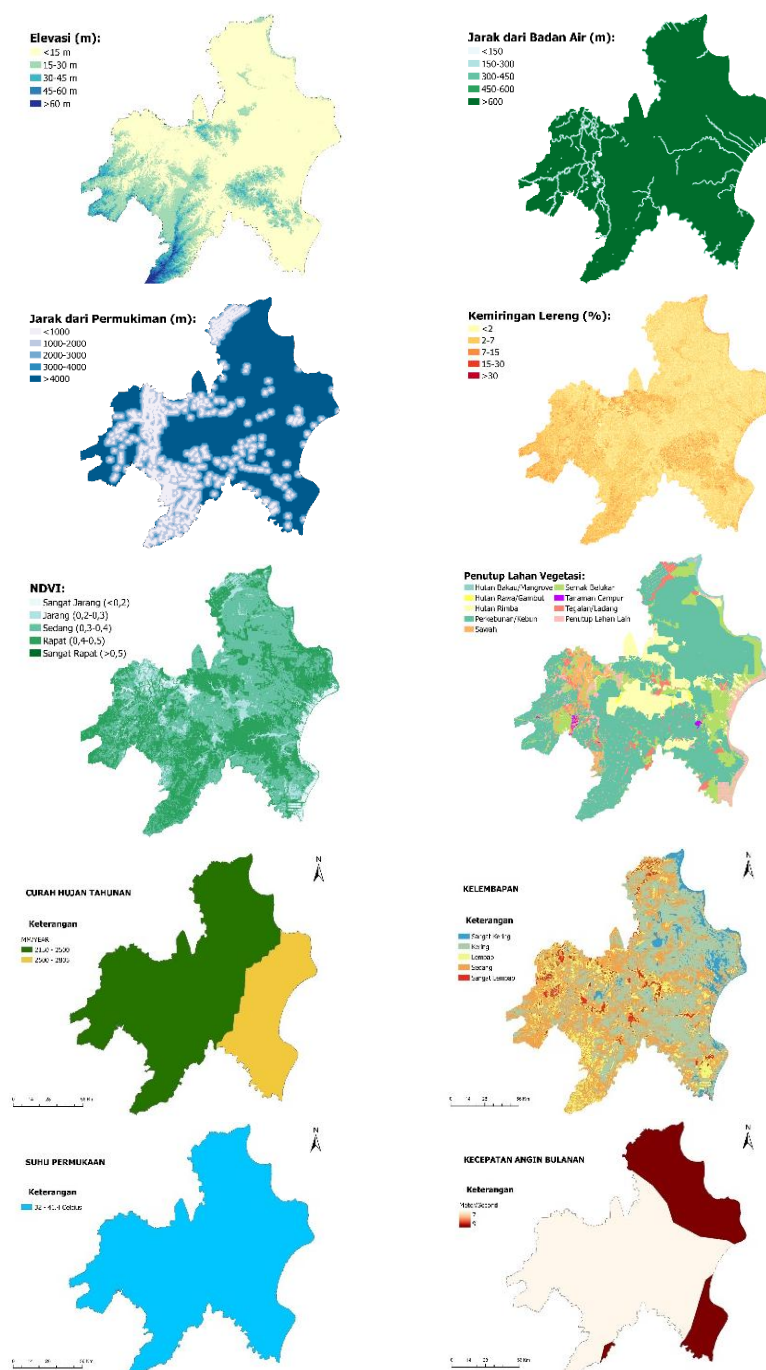 Elevasi (m):
<15 m
15-30 m
30-45 m
45-60 m
>60 m
Jarak dari Badan Air (m):
<150
150-300
300-450
450-600
>600
Jarak dari Permukiman (m):
<1000
1000-2000
2000-3000
3000-4000
>4000
Kemiringan Lereng (%):
<2
2-7
7-15
15-30
>30
NDVI:
Sangat Jarang (<0,2)
Jarang (0,2-0,3)
Sedang (0,3-0,4)
Rapat (0,4-0,5)
Sangat Rapat (>0,5)
Penutup Lahan Vegetasi:
Hutan Bakau/Mangrove
Hutan Rawa/Gambut
Hutan Rimba
Perkebunan/Kebun
Sawah
Semak Belukar
Tanaman Campur
Tegalan/Ladang
Penutup Lahan Lain
N
CURAH HUJAN TAHUNAN
Keterangan
MM/YEAR
2500
2500
N
KELEMBAPAN
Keterangan
Sangat Kering
Kering
Lembap
Sedang
Sangat Lembap
N
SUHU PERMUKAAN
Keterangan
32 - 41.4 Celsius
N
KECEPATAN ANGIN BULANAN
Keterangan
Meter/Second